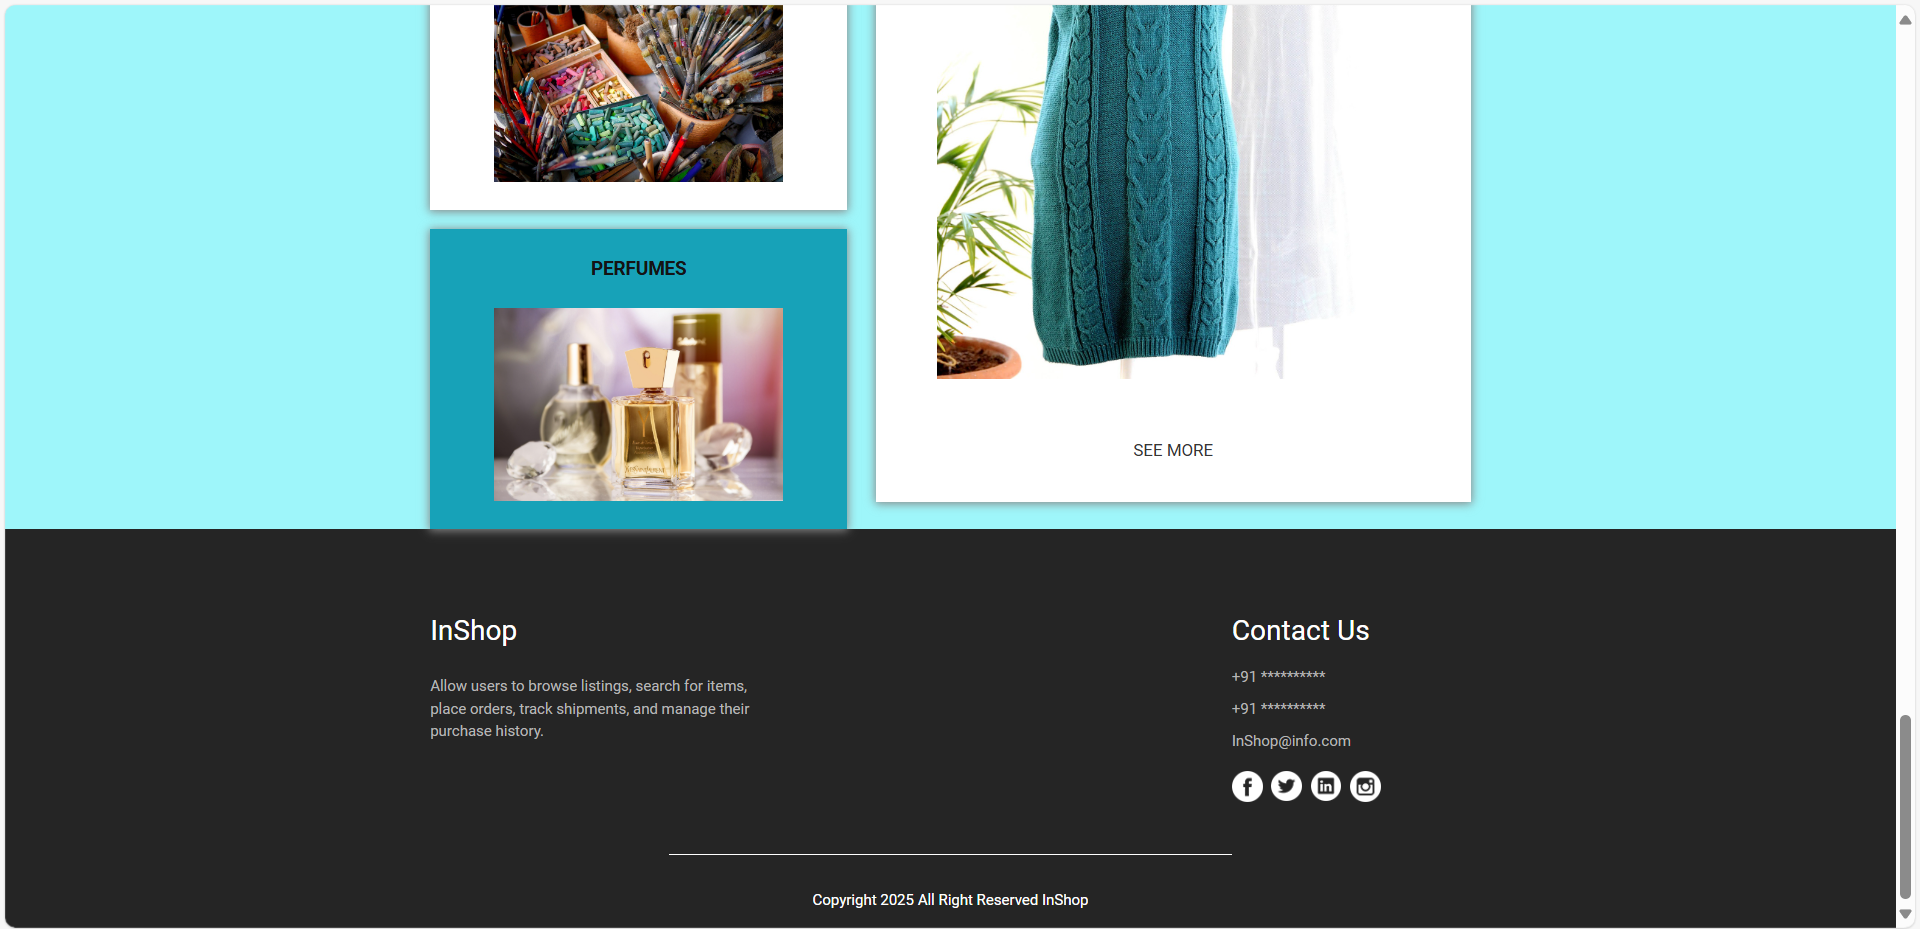 PERFUMES
SEE MORE
InShop
Allow users to browse listings, search for items,
place orders, track shipments, and manage their
purchase history.
Contact Us
+91 **********
+91 **********
InShop@info.com
Copyright 2025 All Right Reserved InShop